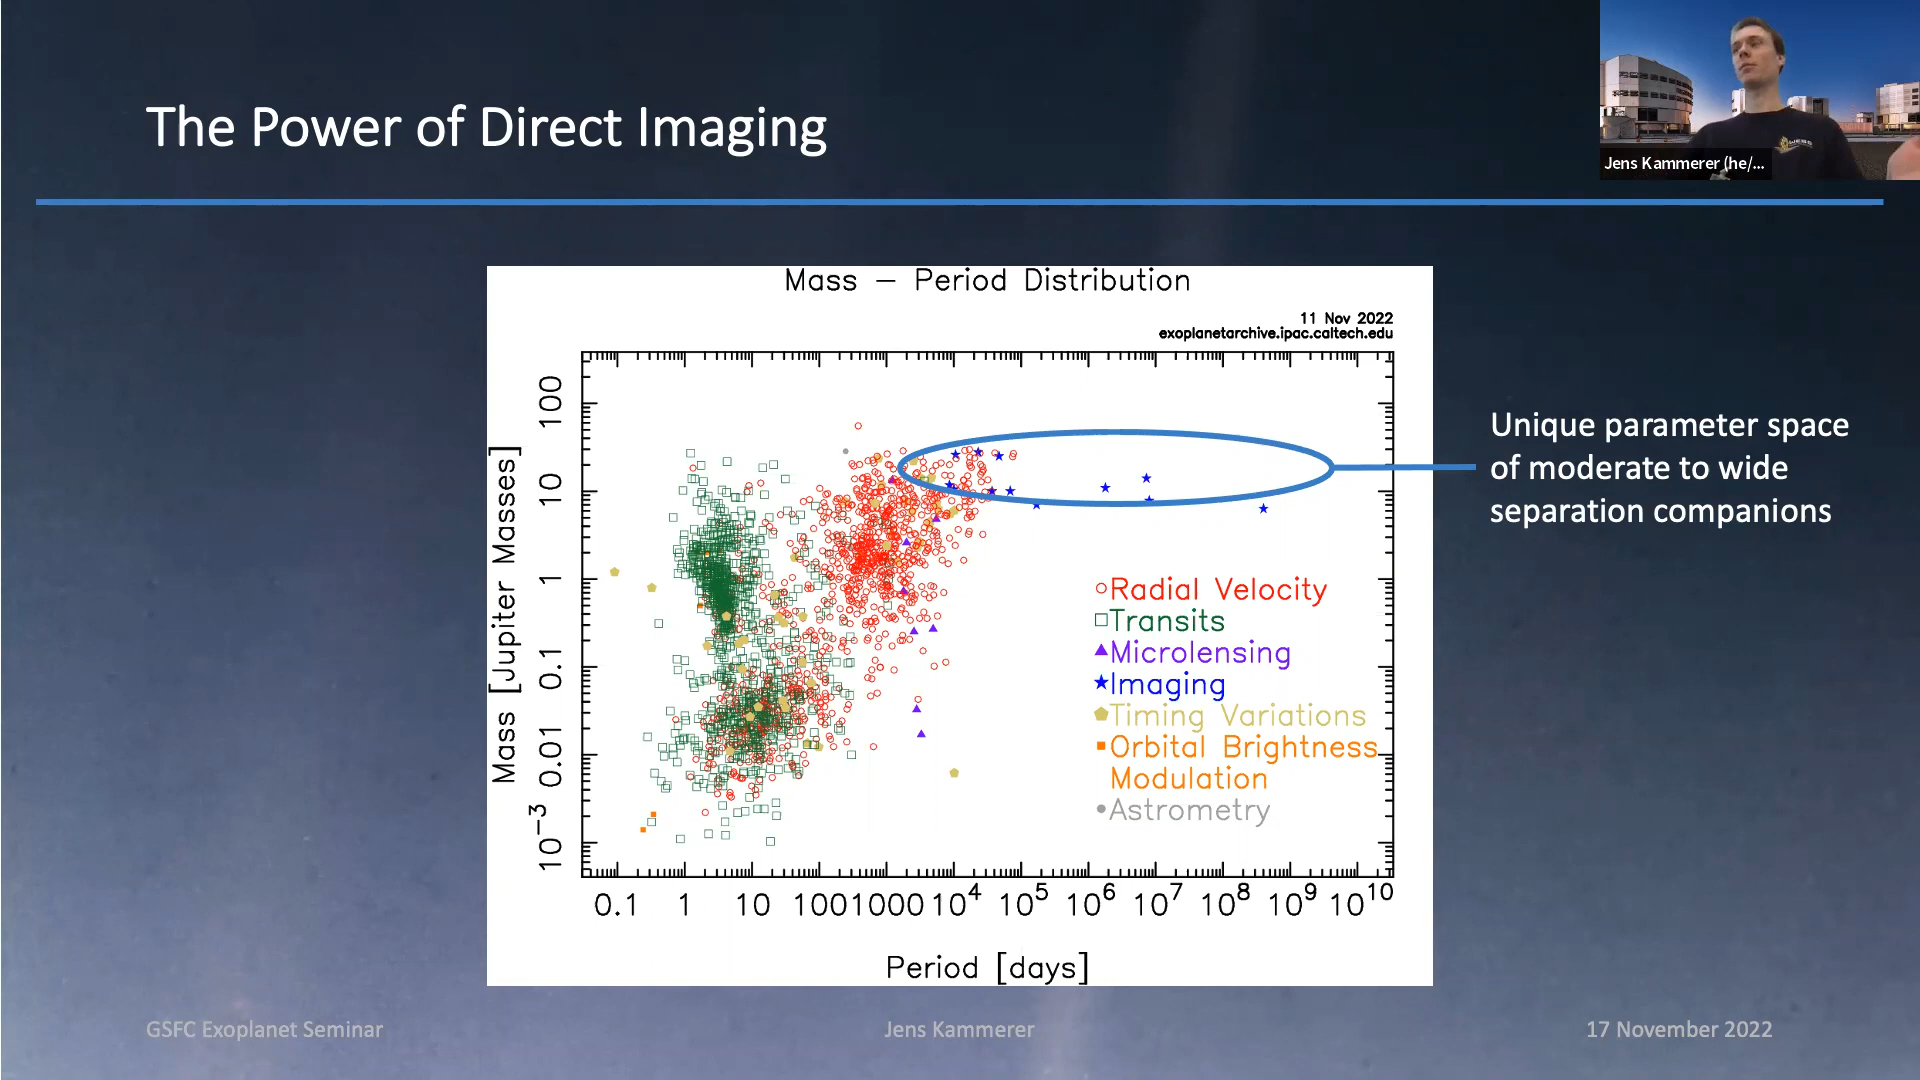 The Power of Direct Imaging
Jens Kammerer (he/...
Mass – Period Distribution
11 Nov 2022
exoplanetarchive.ipac.caltech.edu
Mass [Jupiter Masses]
100
10
1
0.1
0.01
10⁻³
Radial Velocity
Transits
Microlensing
Imaging
Timing Variations
Orbital Brightness
Modulation
Astrometry
0.1 1 10 100 1000 10⁴ 10⁵ 10⁶ 10⁷ 10⁸ 10⁹ 10¹⁰
Period [days]
Unique parameter space
of moderate to wide
separation companions
GSFC Exoplanet Seminar
Jens Kammerer
17 November 2022